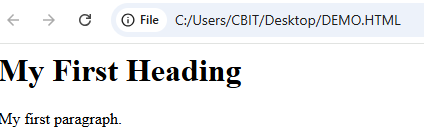 File C:/Users/CBIT/Desktop/DEMO.HTML
My First Heading
My first paragraph.